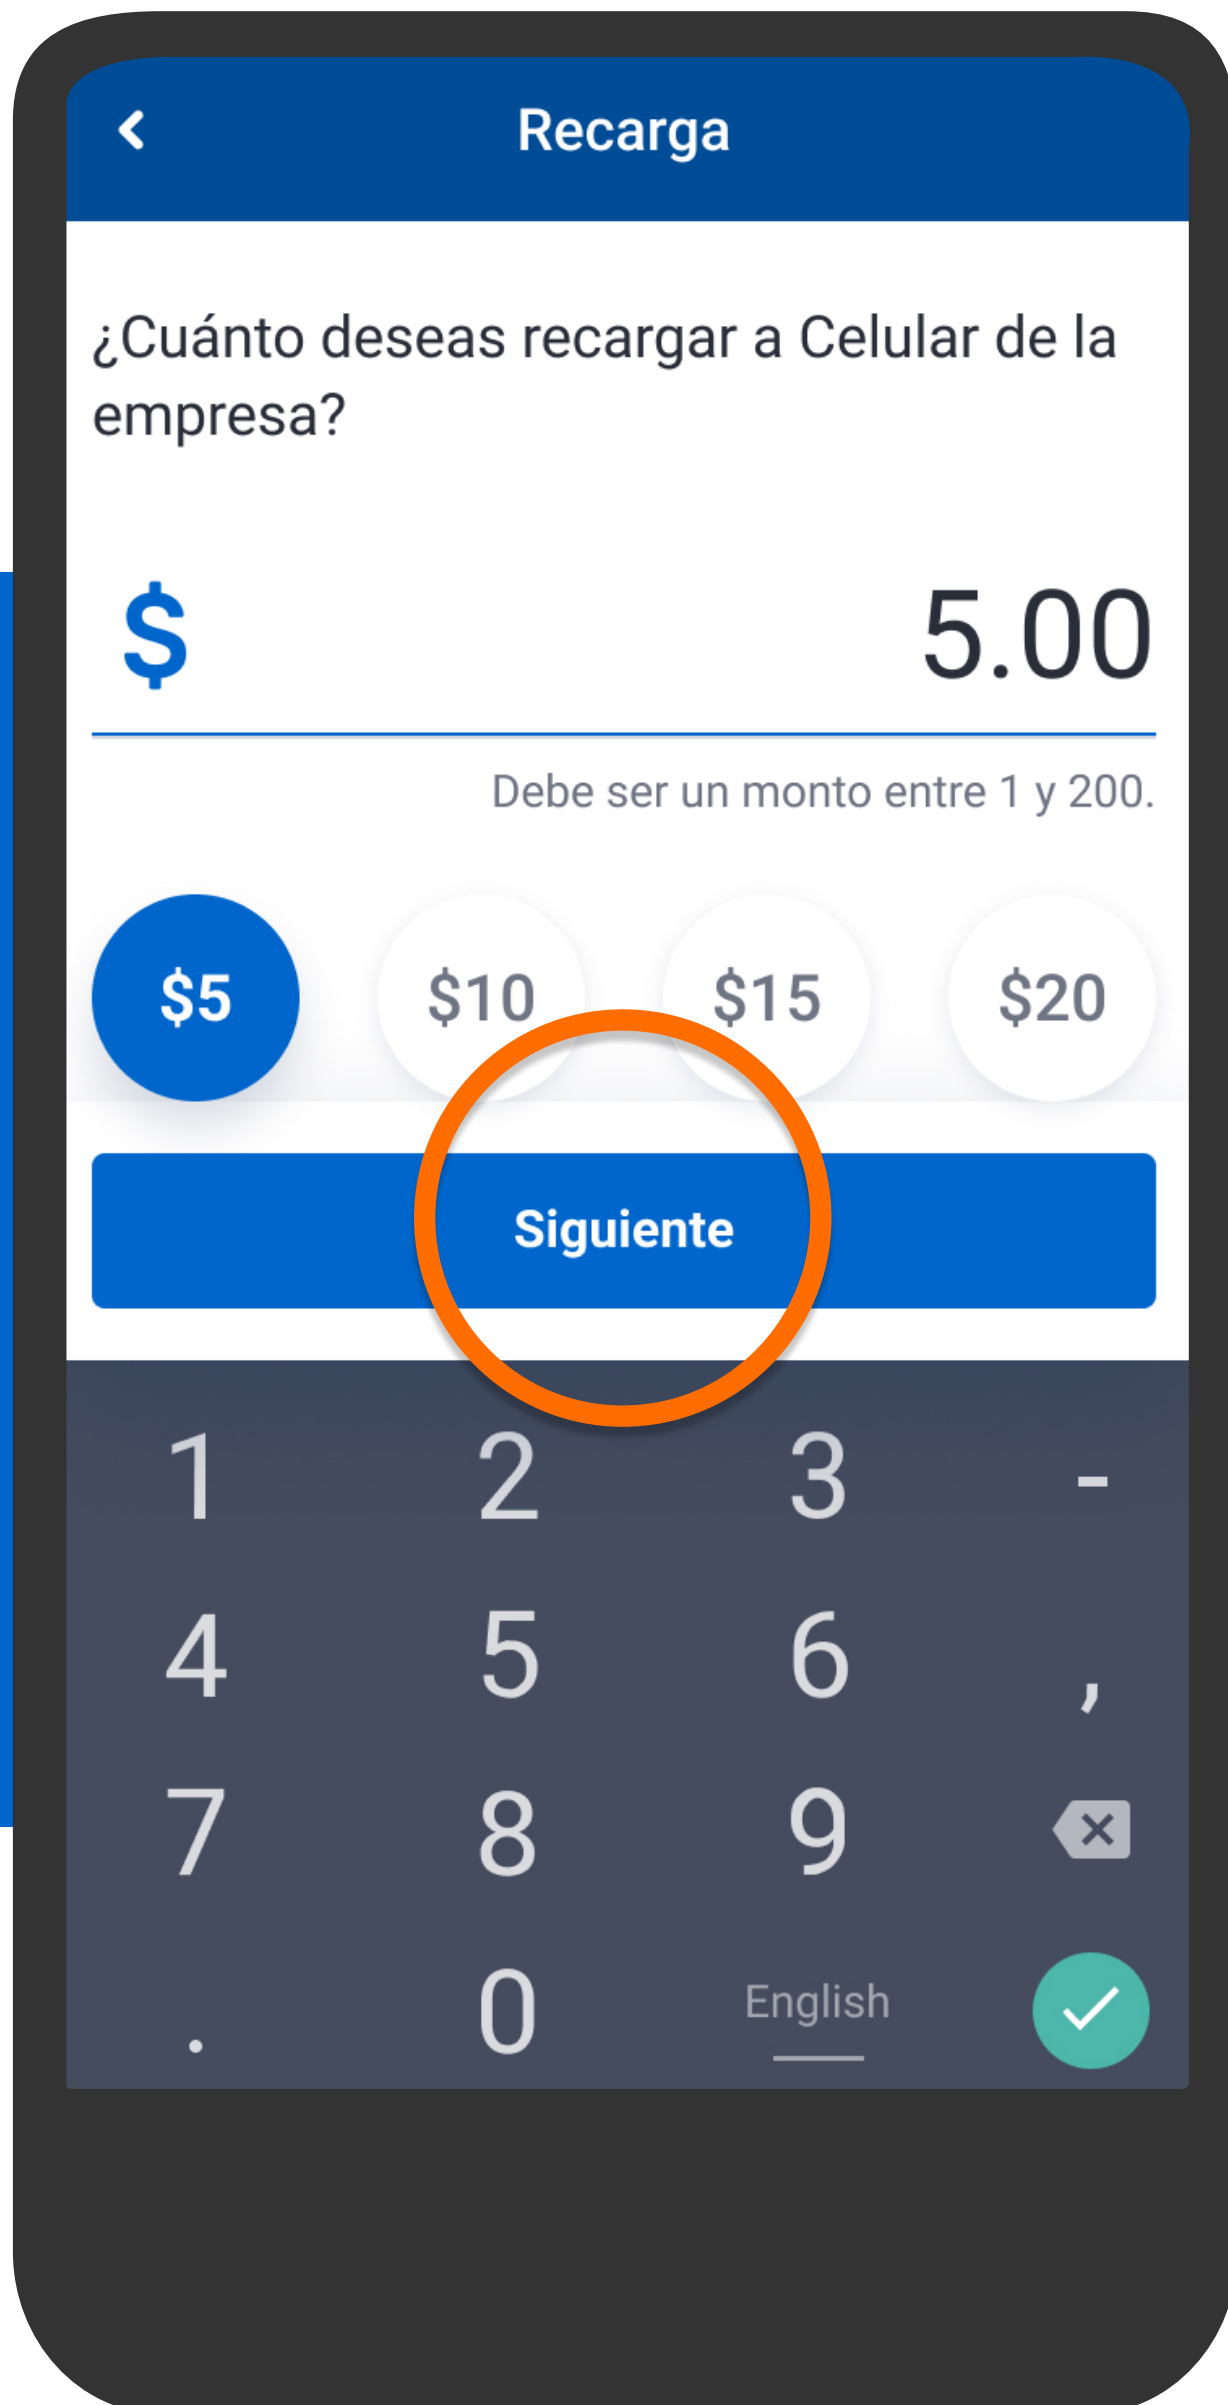 Recarga
¿Cuánto deseas recargar a Celular de la
empresa?
$ 5.00
Debe ser un monto entre 1 y 200.
$5 $10 $15 $20
Siguiente
1 2 3 -
4 5 6 ,
7 8 9
. 0 English